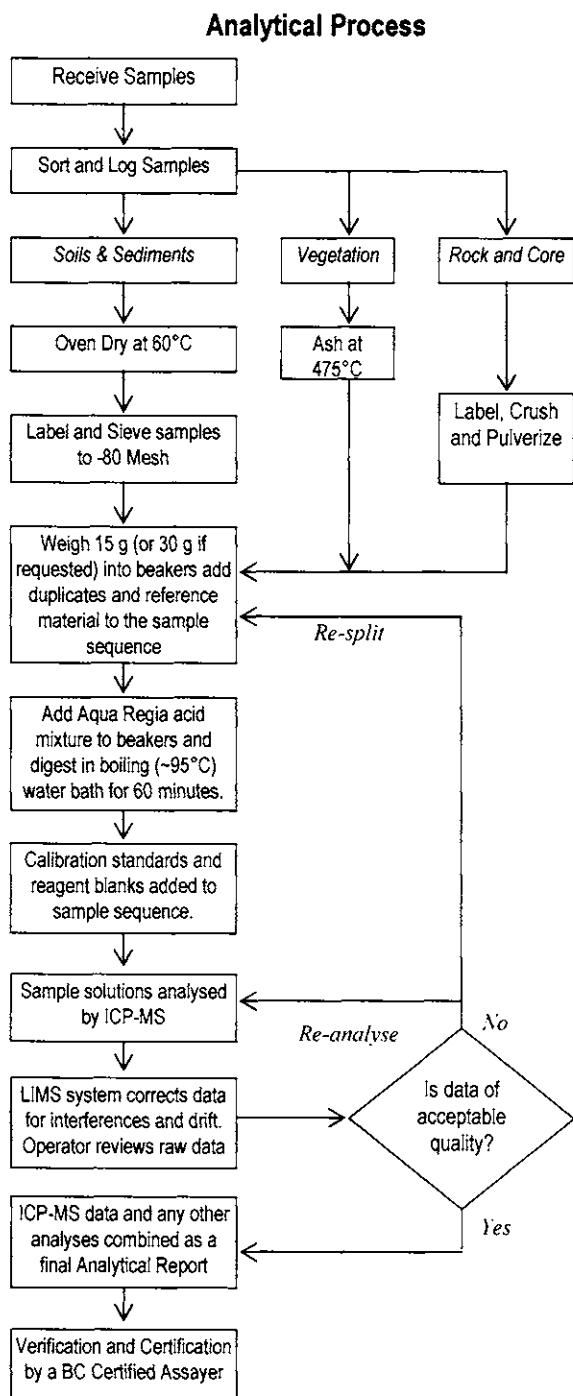 Analytical Process
Receive Samples
Sort and Log Samples
Soils & Sediments
Vegetation
Rock and Core
Oven Dry at 60°C
Ash at
475°C
Label, Crush
and Pulverize
Label and Sieve samples
to -80 Mesh
Weigh 15 g (or 30 g if
requested) into beakers add
duplicates and reference
material to the sample
sequence
Re-split
Add Aqua Regia acid
mixture to beakers and
digest in boiling (~95°C)
water bath for 60 minutes.
Calibration standards and
reagent blanks added to
sample sequence.
Sample solutions analysed
by ICP-MS
Re-analyse
No
LIMS system corrects data
for interferences and drift.
Operator reviews raw data
Is data of
acceptable
quality?
Yes
ICP-MS data and any other
analyses combined as a
final Analytical Report
Verification and Certification
by a BC Certified Assayer